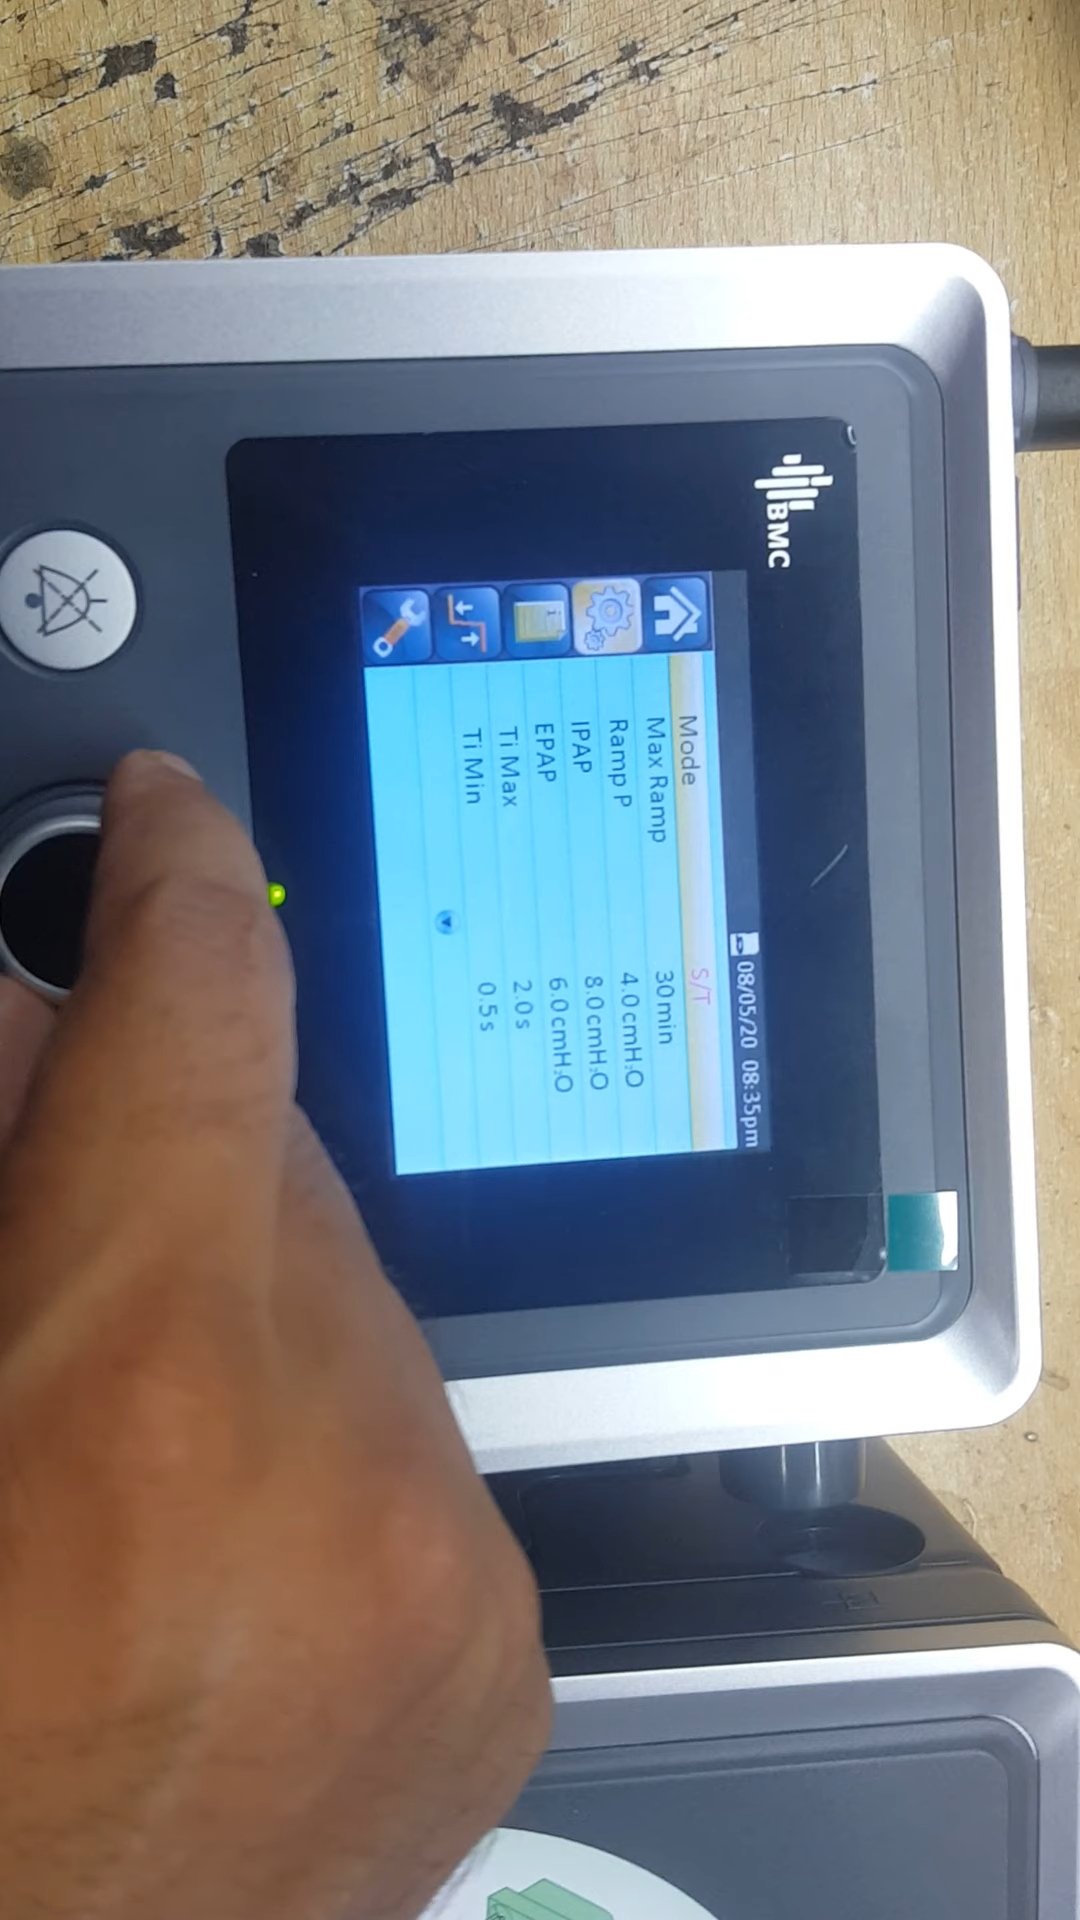 BMC
08/05/20 08:35pm
Mode S/T
Max Ramp 30min
Ramp P 4.0cmH₂O
IPAP 8.0cmH₂O
EPAP 6.0cmH₂O
Ti Max 2.0s
Ti Min 0.5s